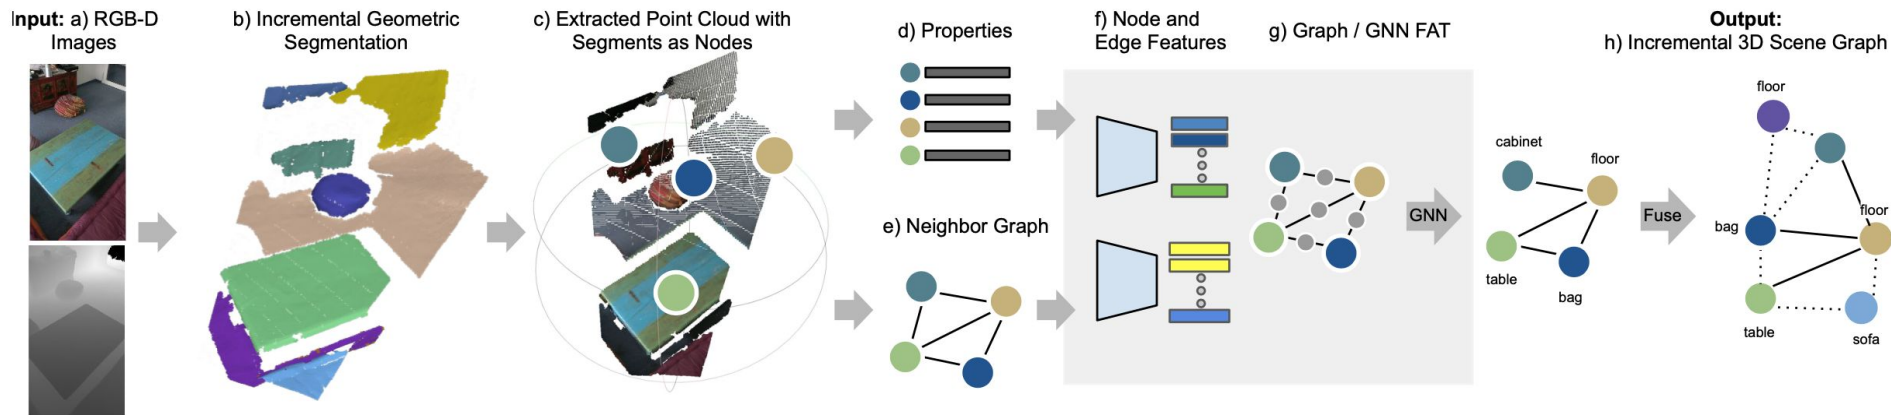 Input: a) RGB-D
Images
b) Incremental Geometric
Segmentation
c) Extracted Point Cloud with
Segments as Nodes
d) Properties
e) Neighbor Graph
f) Node and
Edge Features
g) Graph / GNN FAT
GNN
cabinet
floor
table
bag
Fuse
Output:
h) Incremental 3D Scene Graph
floor
floor
bag
table
sofa